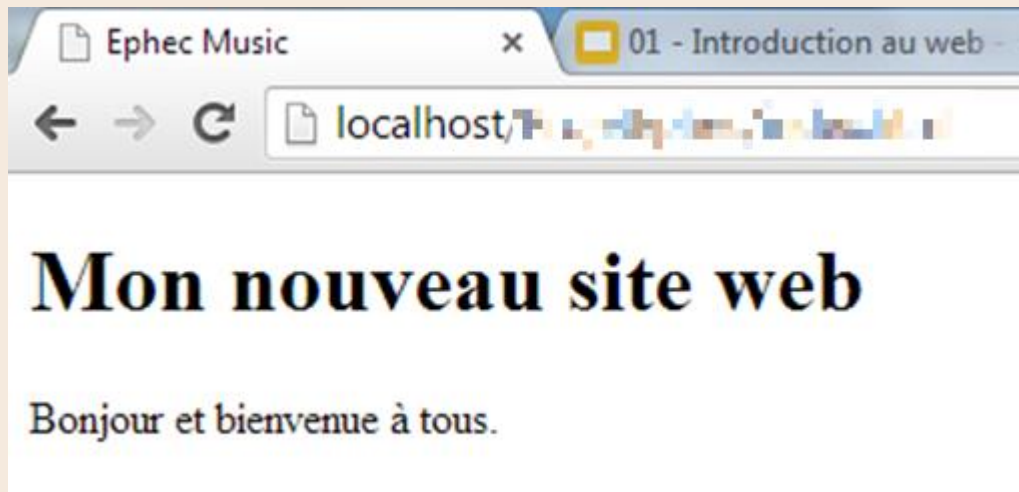 Ephec Music
01 - Introduction au web -
localhost/
Mon nouveau site web
Bonjour et bienvenue à tous.